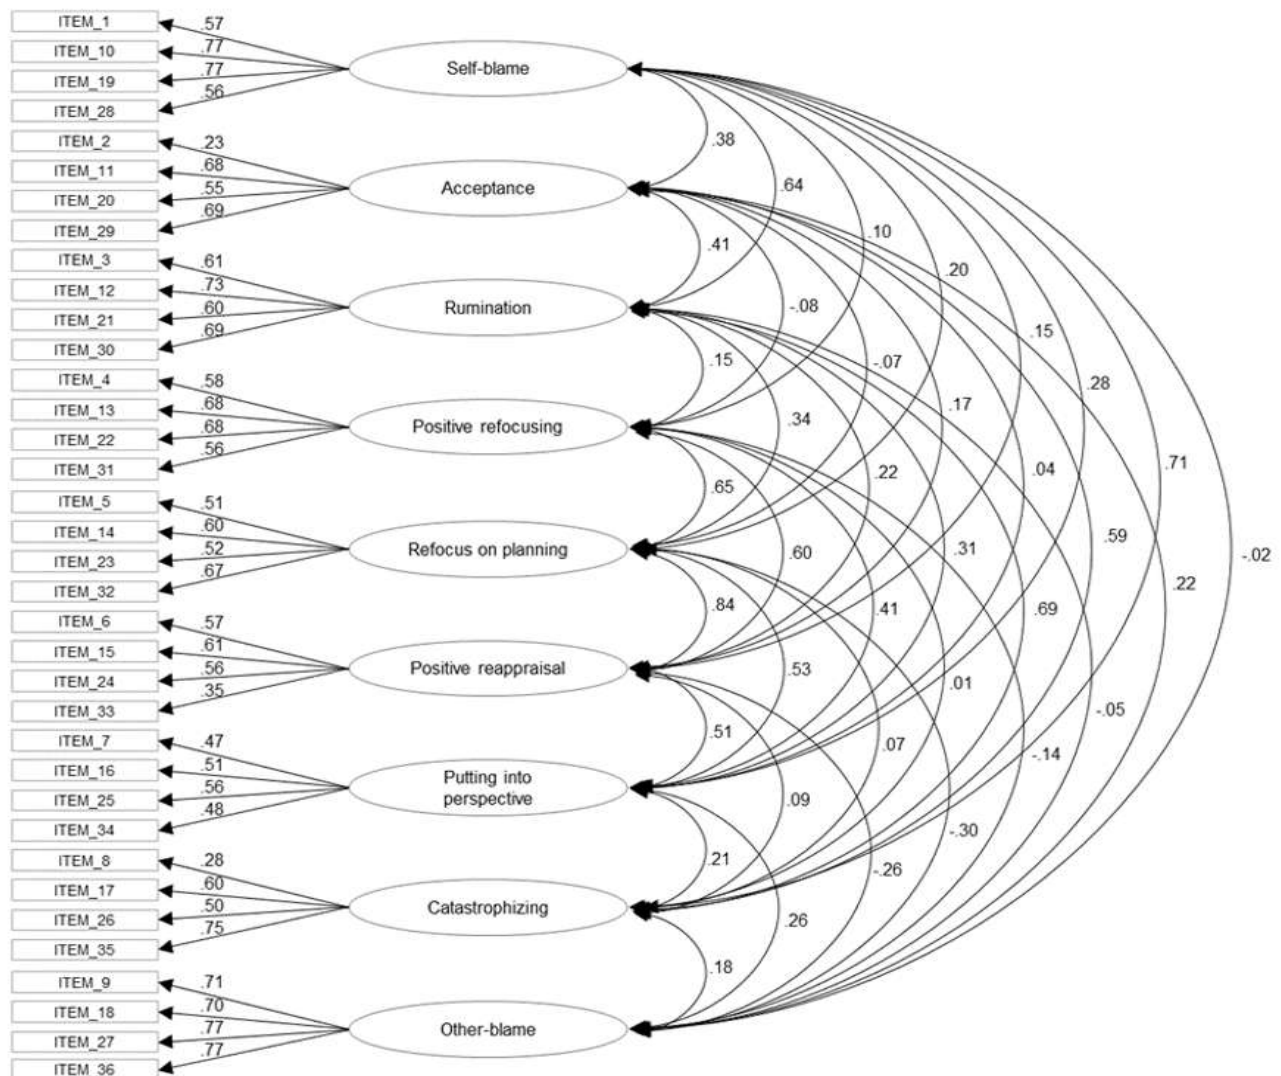 ITEM_1
.57
ITEM_10
.77
ITEM_19
.77
ITEM_28
.56
Self-blame
ITEM_2
.23
ITEM_11
.68
ITEM_20
.55
ITEM_29
.69
Acceptance
ITEM_3
.61
ITEM_12
.73
ITEM_21
.60
ITEM_30
.69
Rumination
ITEM_4
.58
ITEM_13
.68
ITEM_22
.68
ITEM_31
.56
Positive refocusing
ITEM_5
.51
ITEM_14
.60
ITEM_23
.52
ITEM_32
.67
Refocus on planning
ITEM_6
.57
ITEM_15
.61
ITEM_24
.56
ITEM_33
.35
Positive reappraisal
ITEM_7
.47
ITEM_16
.51
ITEM_25
.56
ITEM_34
.48
Putting into
perspective
ITEM_8
.28
ITEM_17
.60
ITEM_26
.50
ITEM_35
.75
Catastrophizing
ITEM_9
.71
ITEM_18
.70
ITEM_27
.77
ITEM_36
.77
Other-blame
.38
.64
.10
.20
.15
.28
.71
-.02
.41
-.08
-.07
.17
.04
.59
.22
.15
.34
.22
.31
.69
-.05
.65
.60
.41
.01
-.14
.84
.53
.07
-.30
.51
.09
-.26
.21
.26
.18